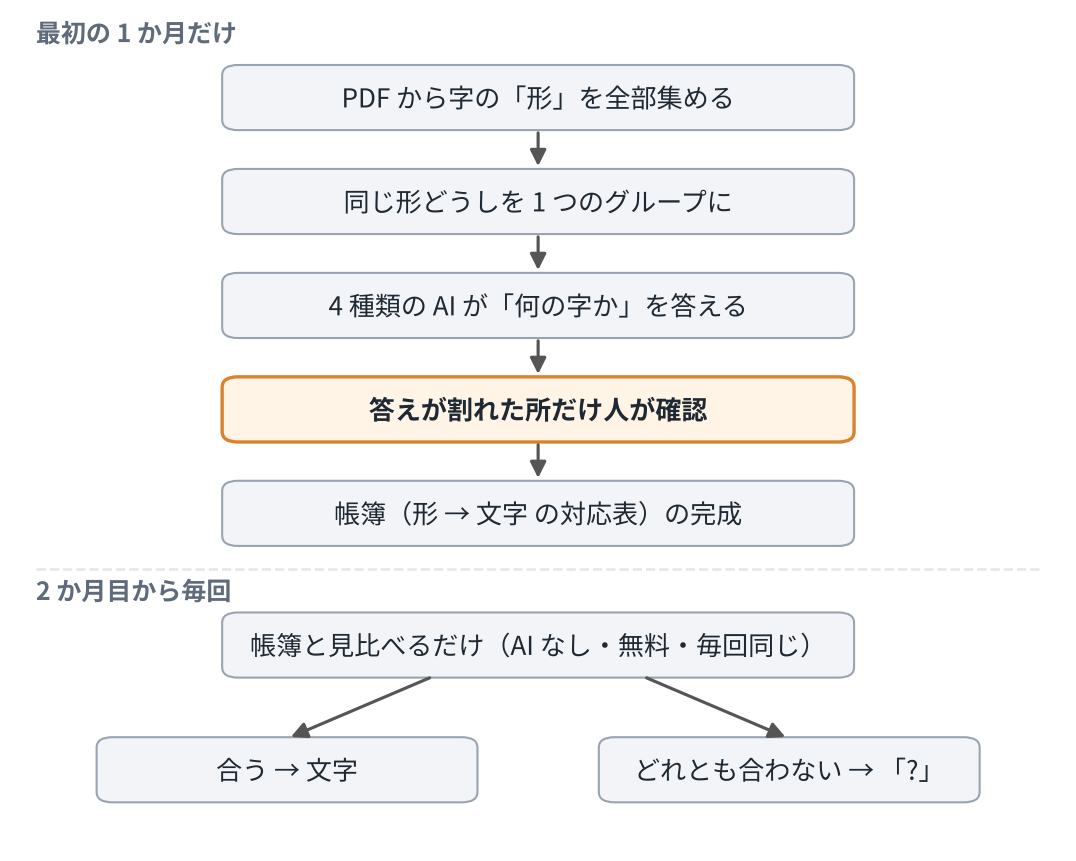 最初の 1 か月だけ
PDF から字の「形」を全部集める
同じ形どうしを 1 つのグループに
4 種類の AI が「何の字か」を答える
答えが割れた所だけ人が確認
帳簿（形 → 文字 の対応表）の完成
2 か月目から毎回
帳簿と見比べるだけ（AI なし・無料・毎回同じ）
合う → 文字
どれとも合わない → 「?」